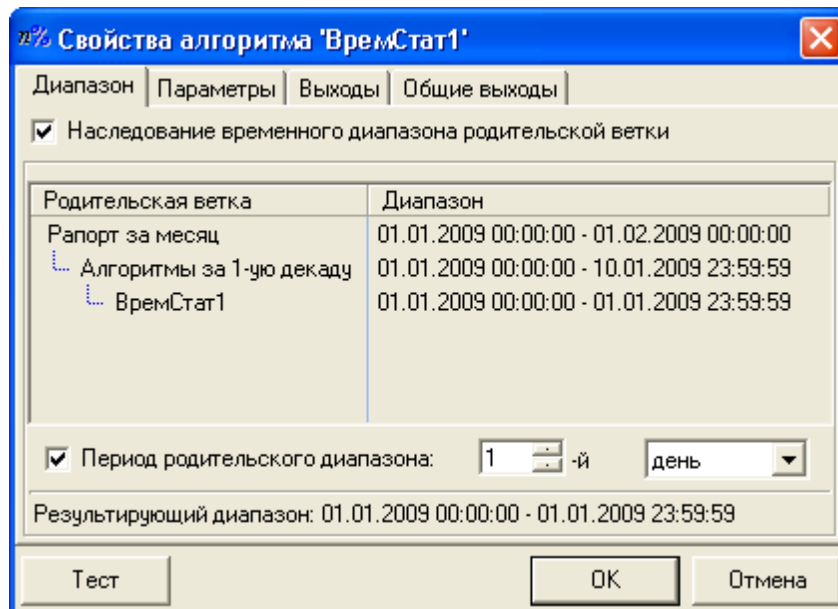 n% Свойства алгоритма 'ВремСтат1'
Диапазон Параметры Выходы Общие выходы
Наследование временного диапазона родительской ветки
Родительская ветка Диапазон
Рапорт за месяц 01.01.2009 00:00:00 - 01.02.2009 00:00:00
Алгоритмы за 1-ую декаду 01.01.2009 00:00:00 - 10.01.2009 23:59:59
ВремСтат1 01.01.2009 00:00:00 - 01.01.2009 23:59:59
Период родительского диапазона: 1 -й день
Результирующий диапазон: 01.01.2009 00:00:00 - 01.01.2009 23:59:59
Тест OK Отмена